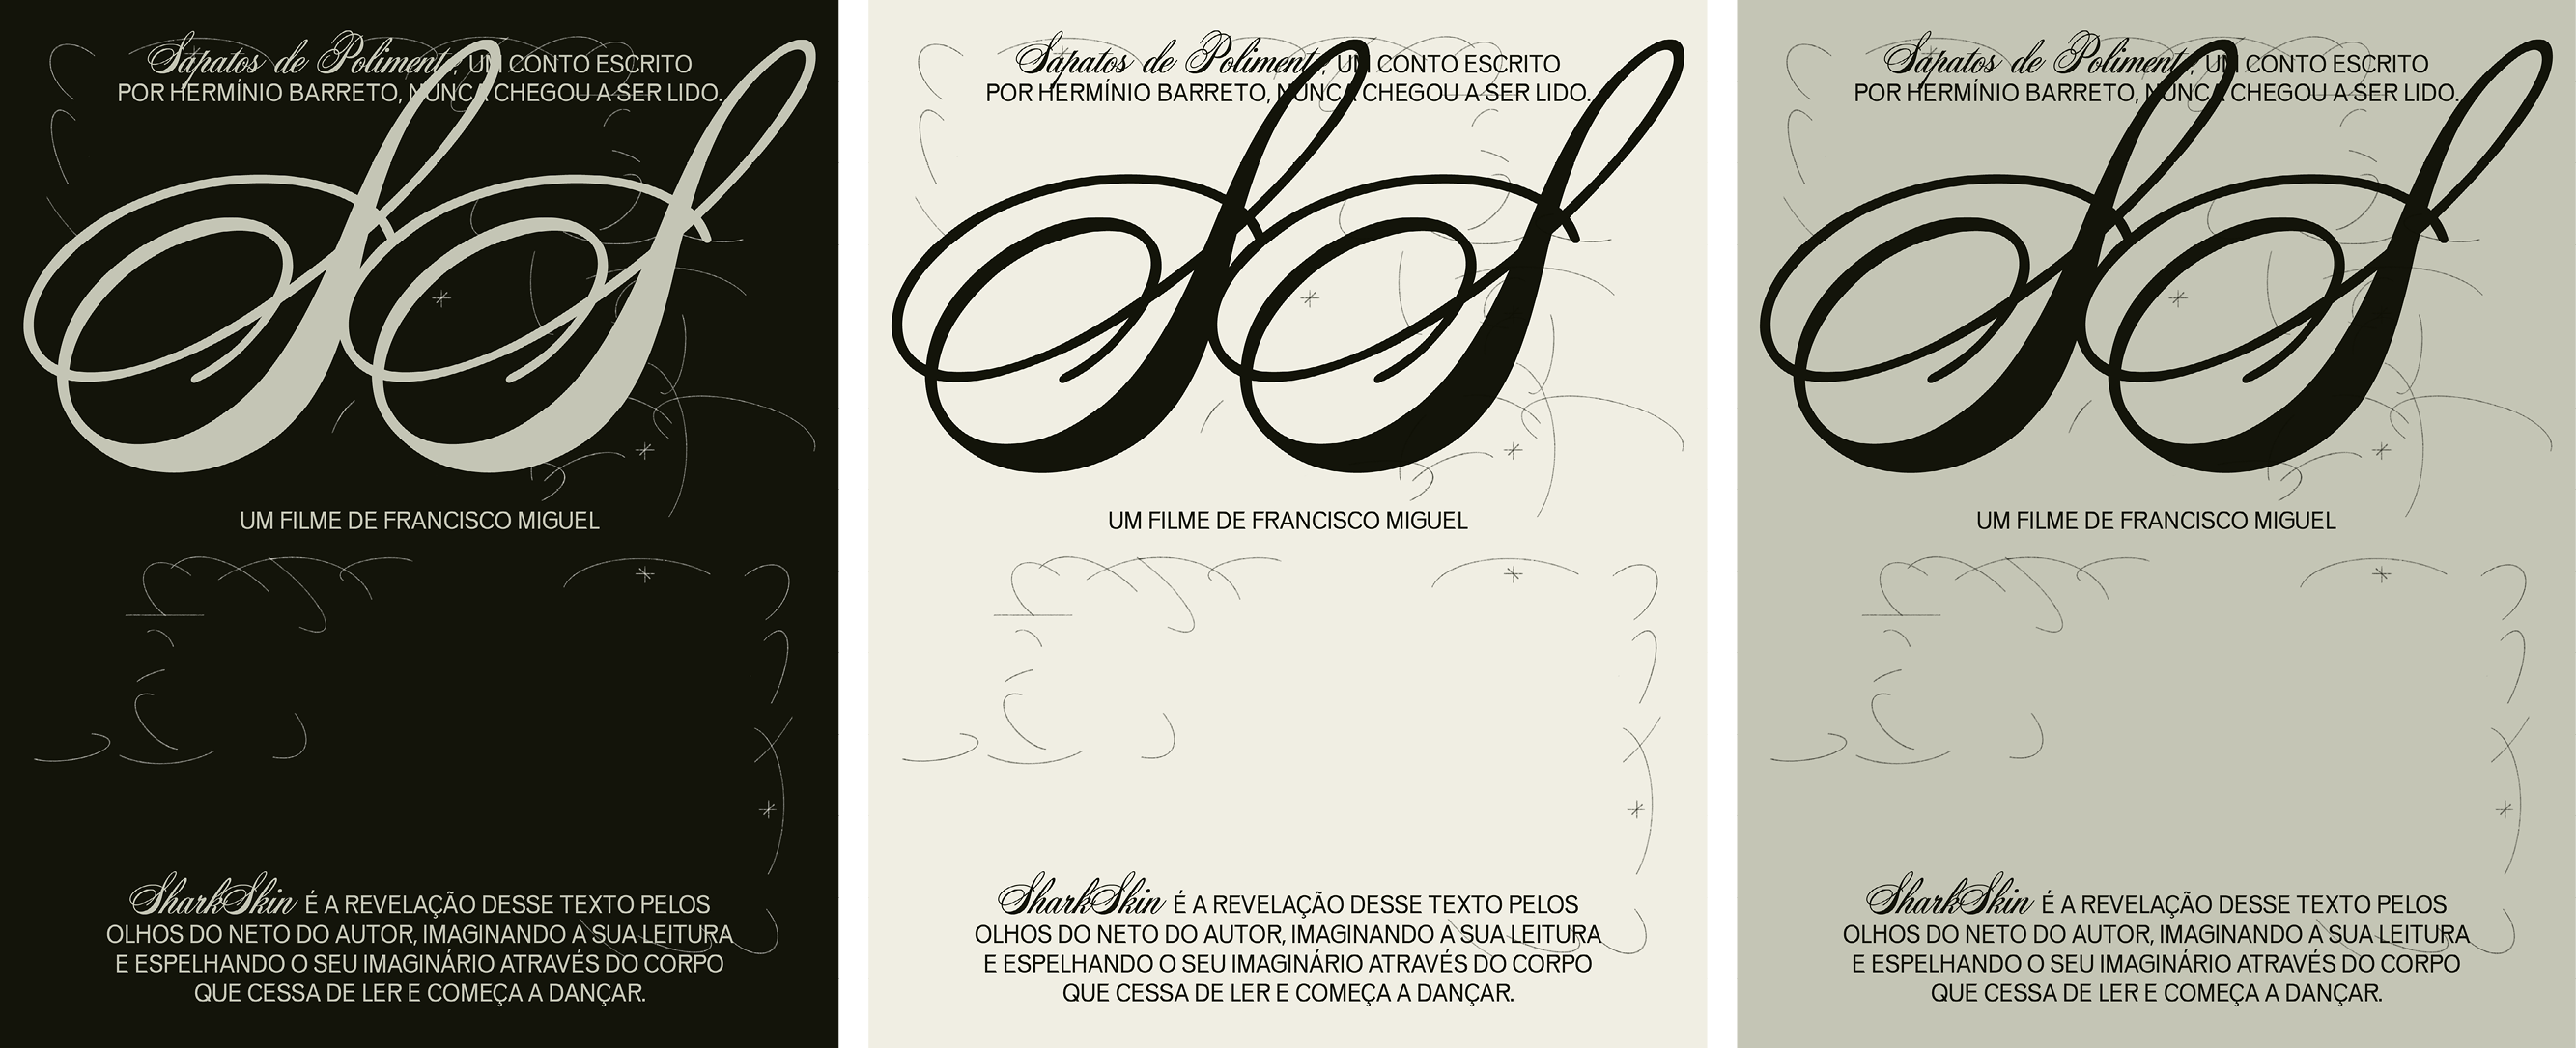 Sapatos de Polimento, UM CONTO ESCRITO
POR HERMÍNIO BARRETO, NUNCA CHEGOU A SER LIDO.
SS
UM FILME DE FRANCISCO MIGUEL
SharkSkin É A REVELAÇÃO DESSE TEXTO PELOS
OLHOS DO NETO DO AUTOR, IMAGINANDO A SUA LEITURA
E ESPELHANDO O SEU IMAGINÁRIO ATRAVÉS DO CORPO
QUE CESSA DE LER E COMEÇA A DANÇAR.
Sapatos de Polimento, UM CONTO ESCRITO
POR HERMÍNIO BARRETO, NUNCA CHEGOU A SER LIDO.
SS
UM FILME DE FRANCISCO MIGUEL
SharkSkin É A REVELAÇÃO DESSE TEXTO PELOS
OLHOS DO NETO DO AUTOR, IMAGINANDO A SUA LEITURA
E ESPELHANDO O SEU IMAGINÁRIO ATRAVÉS DO CORPO
QUE CESSA DE LER E COMEÇA A DANÇAR.
Sapatos de Polimento, UM CONTO ESCRITO
POR HERMÍNIO BARRETO, NUNCA CHEGOU A SER LIDO.
SS
UM FILME DE FRANCISCO MIGUEL
SharkSkin É A REVELAÇÃO DESSE TEXTO PELOS
OLHOS DO NETO DO AUTOR, IMAGINANDO A SUA LEITURA
E ESPELHANDO O SEU IMAGINÁRIO ATRAVÉS DO CORPO
QUE CESSA DE LER E COMEÇA A DANÇAR.